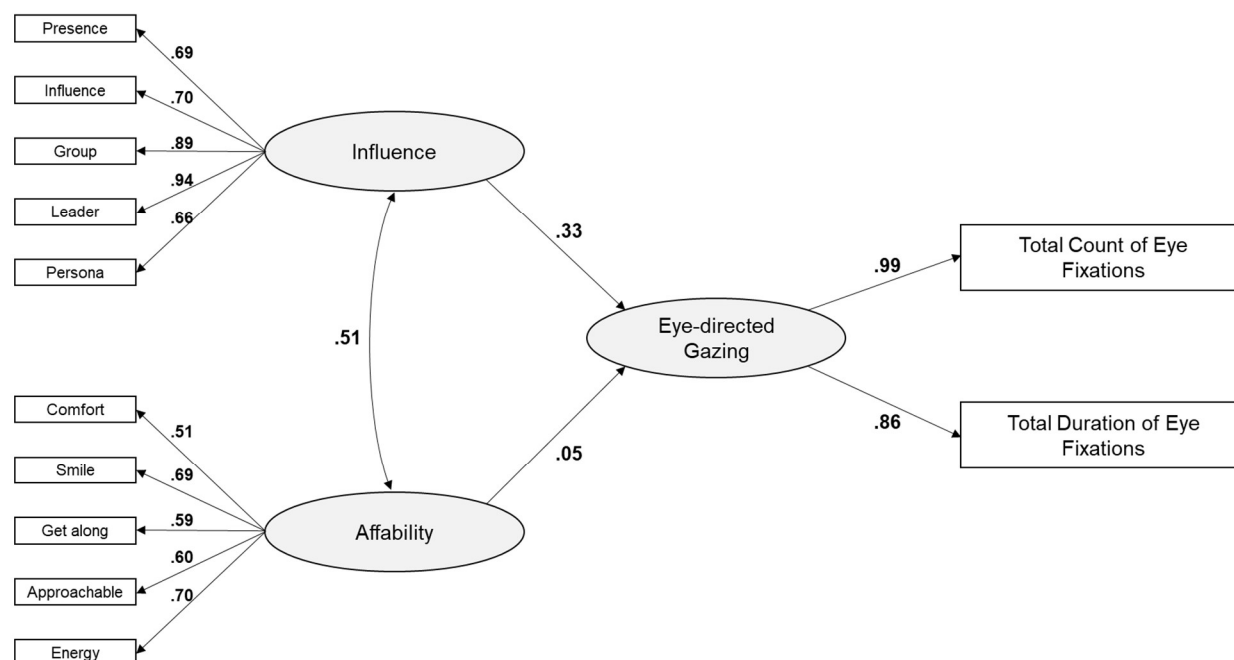 Presence
.69
Influence
.70
Group
.89
Leader
.94
Persona
.66
Influence
.33
.51
Eye-directed
Gazing
.99
Total Count of Eye
Fixations
.86
Total Duration of Eye
Fixations
.05
Comfort
.51
Smile
.69
Get along
.59
Approachable
.60
Energy
.70
Affability